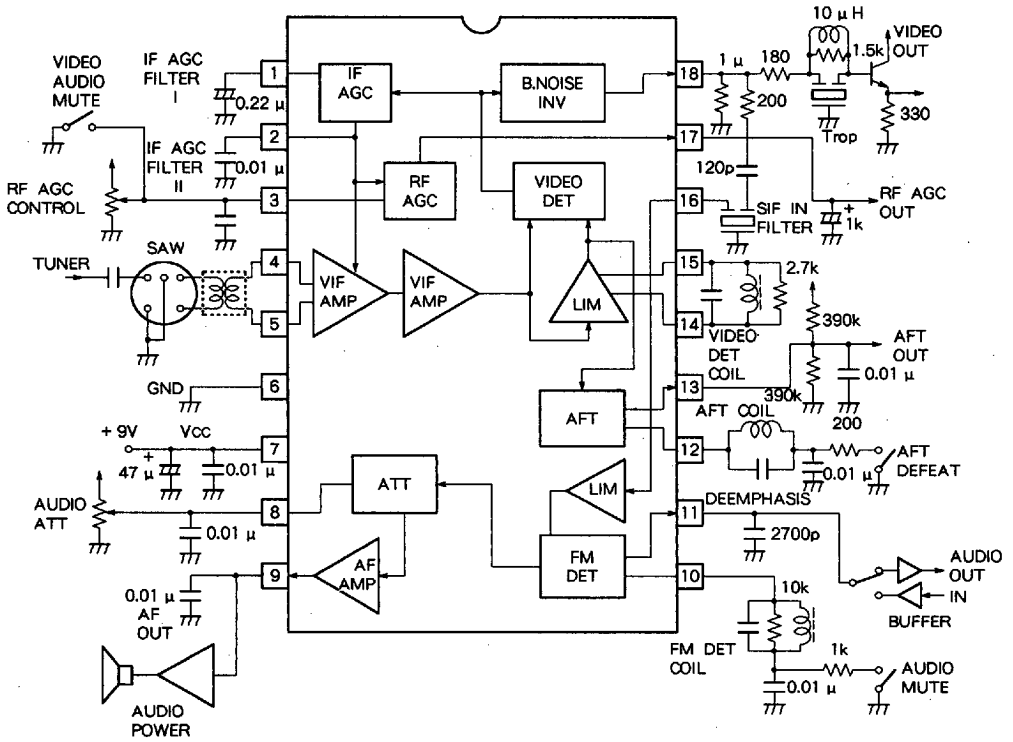 VIDEO
AUDIO
MUTE
IF AGC
FILTER
I
0.22 μ
IF AGC
FILTER
II
0.01 μ
RF AGC
CONTROL
SAW
TUNER
GND
+ 9V
VCC
+
47 μ
0.01 μ
AUDIO
ATT
0.01 μ
0.01 μ
AF
OUT
AUDIO
POWER
1
2
3
4
5
6
7
8
9
IF
AGC
B.NOISE
INV
RF
AGC
VIDEO
DET
VIF
AMP
VIF
AMP
LIM
AFT
ATT
LIM
AF
AMP
FM
DET
18
17
16
15
14
13
12
11
10
10 μ H
VIDEO
OUT
1 μ
180
1.5k
200
330
Trop
120p
SIF IN
FILTER
+
1k
RF AGC
OUT
2.7k
VIDEO
DET
COIL
390k
AFT
OUT
0.01 μ
390k
AFT COIL
200
0.01 μ
AFT
DEFEAT
DEEMPHASIS
2700p
AUDIO
OUT
IN
BUFFER
10k
FM DET
COIL
1k
0.01 μ
AUDIO
MUTE